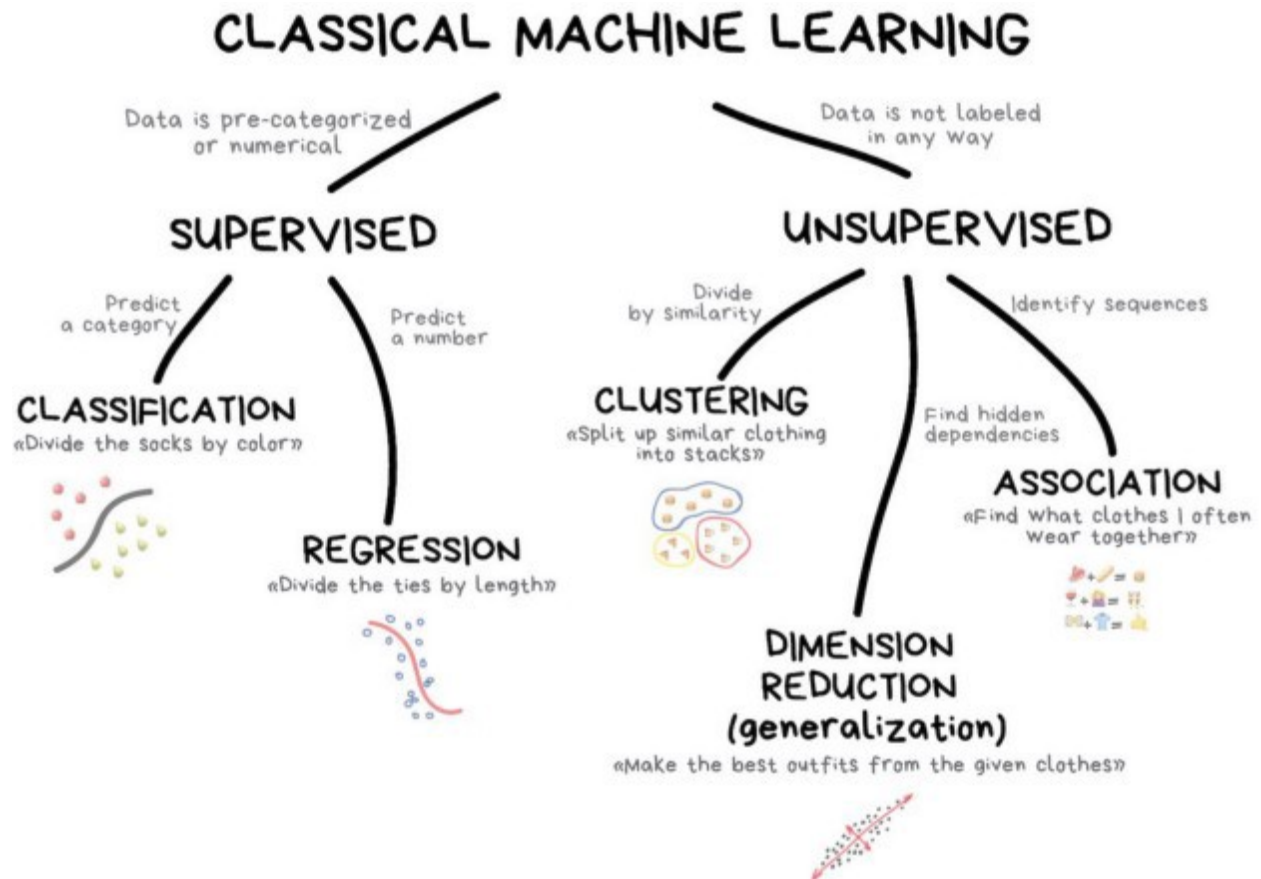 CLASSICAL MACHINE LEARNING
Data is pre-categorized
or numerical
Data is not labeled
in any way
SUPERVISED
UNSUPERVISED
Predict
a category
Predict
a number
Divide
by similarity
Identify sequences
CLASSIFICATION
«Divide the socks by color»
CLUSTERING
«Split up similar clothing
into stacks»
Find hidden
dependencies
ASSOCIATION
«Find What clothes I often
Wear together»
REGRESSION
«Divide the ties by length»
+ =
+ =
+ =
DIMENSION
REDUCTION
(generalization)
«Make the best outfits from the given clothes»